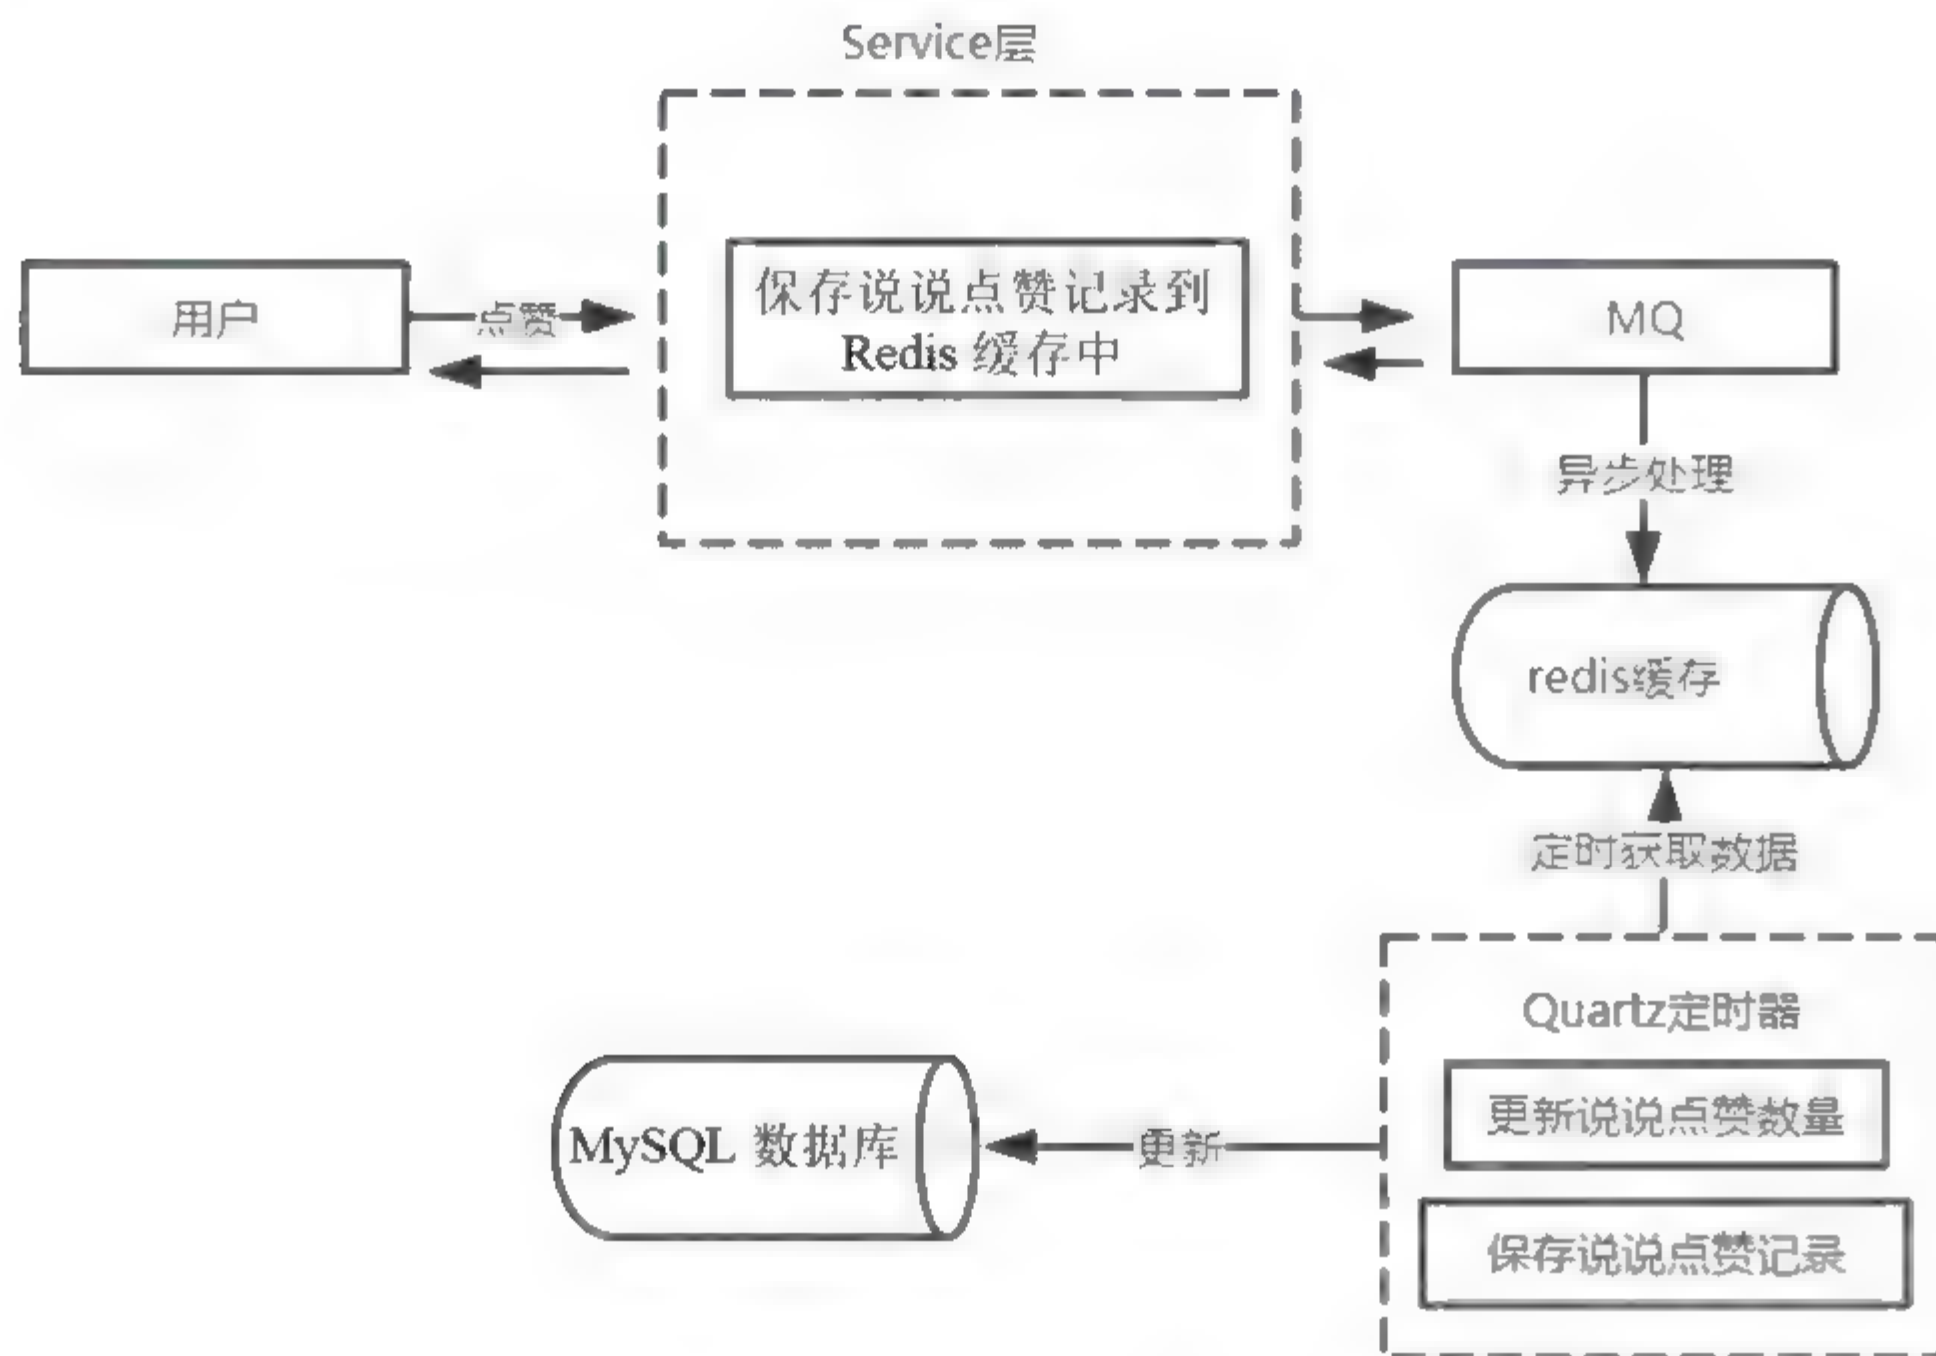 Service层
用户
点赞
保存说说点赞记录到
Redis 缓存中
MQ
异步处理
redis缓存
定时获取数据
Quartz定时器
更新说说点赞数量
MySQL 数据库
更新
保存说说点赞记录